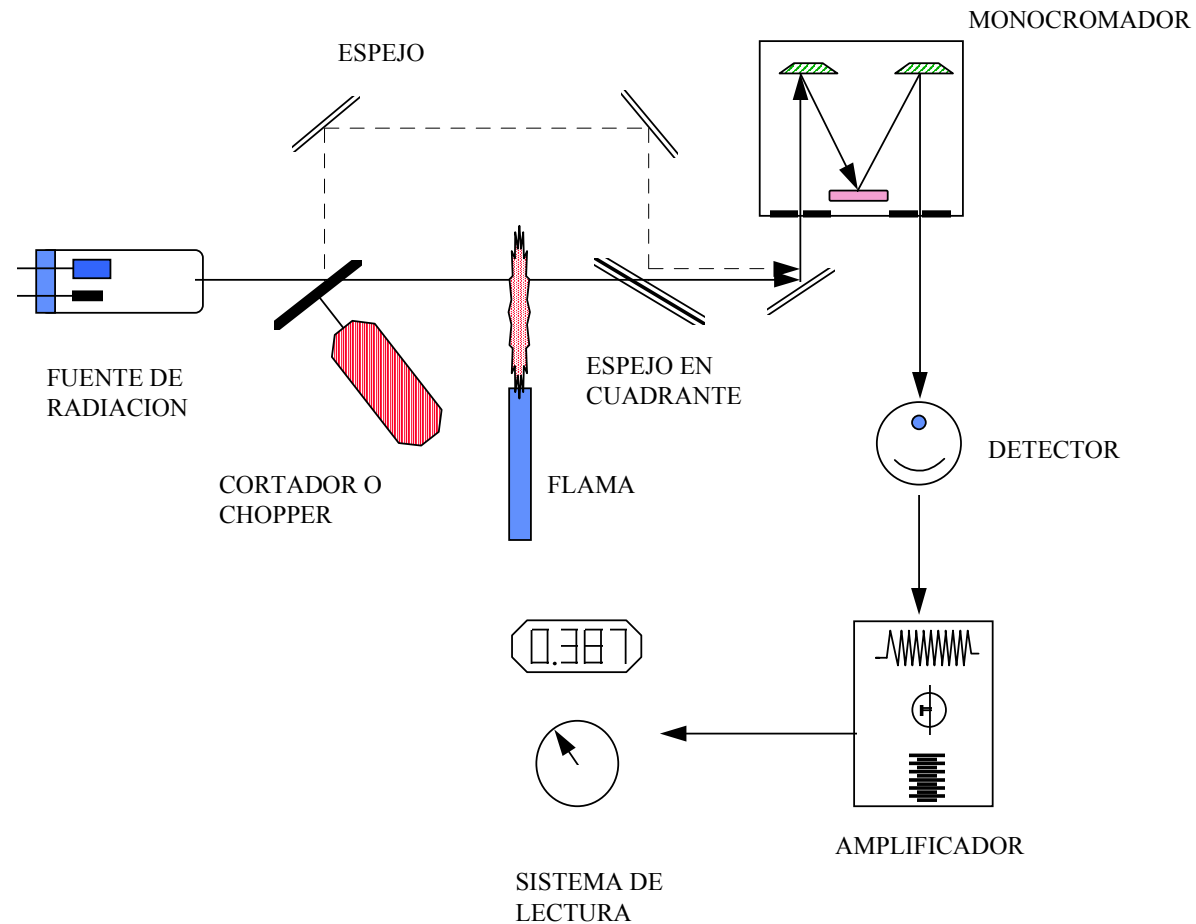 MONOCROMADOR
ESPEJO
FUENTE DE
RADIACION
CORTADOR O
CHOPPER
FLAMA
ESPEJO EN
CUADRANTE
DETECTOR
0.387
AMPLIFICADOR
SISTEMA DE
LECTURA